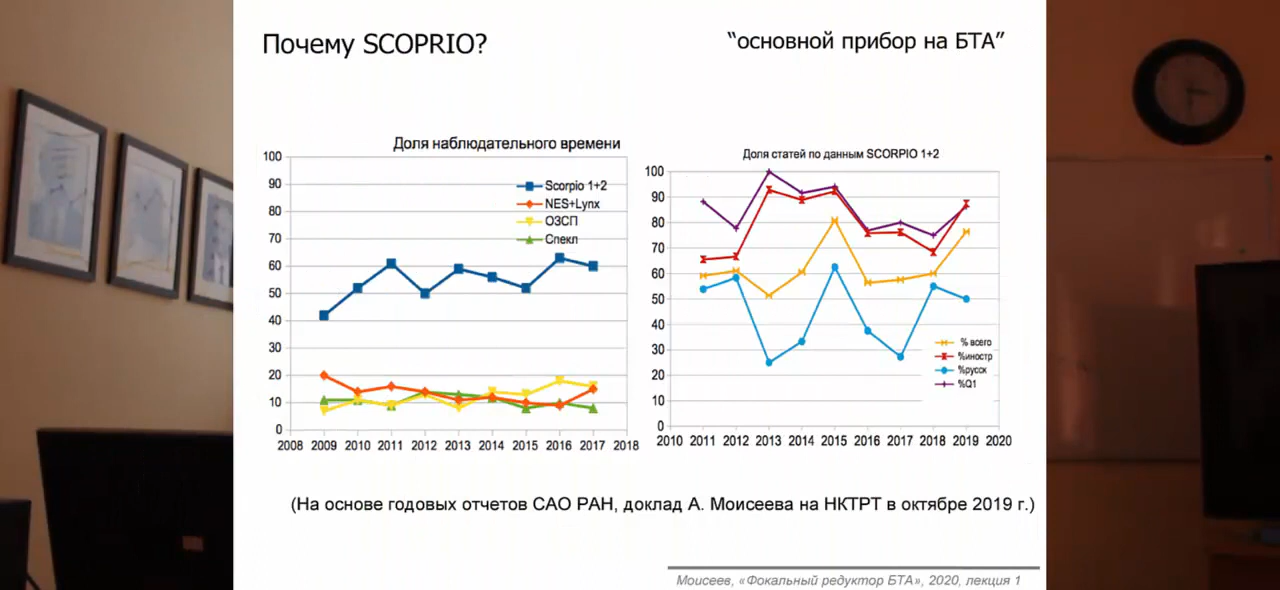 Почему SCOPRIO?
“основной прибор на БТА”
Доля наблюдательного времени
100
90
80
70
60
50
40
30
20
10
0
2008 2009 2010 2011 2012 2013 2014 2015 2016 2017 2018
Scorpio 1+2
NES+Lynx
ОЗСП
Спекл
Доля статей по данным SCORPIO 1+2
100
90
80
70
60
50
40
30
20
10
0
2010 2011 2012 2013 2014 2015 2016 2017 2018 2019 2020
% всего
%иностр
%русск
%Q1
(На основе годовых отчетов САО РАН, доклад А. Моисеева на НКТРТ в октябре 2019 г.)
Моисеев, «Фокальный редуктор БТА», 2020, лекция 1